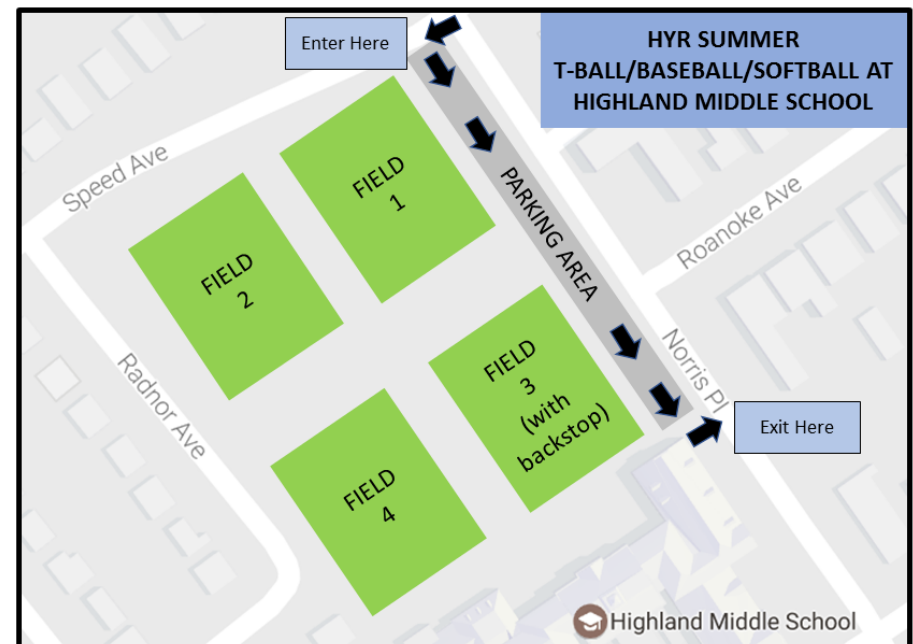 Enter Here
HYR SUMMER
T-BALL/BASEBALL/SOFTBALL AT
HIGHLAND MIDDLE SCHOOL
Speed Ave
FIELD
1
PARKING AREA
Roanoke Ave
FIELD
2
Radnor Ave
FIELD
3
(with
backstop)
Norris Pl
Exit Here
FIELD
4
Highland Middle School